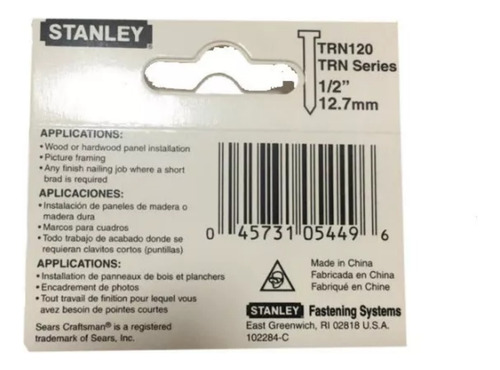 STANLEY
TRN120
TRN Series
1/2"
12.7mm
APPLICATIONS:
• Wood or hardwood panel installation
• Picture framing
• Any finish nailing job where a short
brad is required
APLICACIONES:
• Instalación de paneles de madera o
madera dura
• Marcos para cuadros
• Todo trabajo de acabado donde se
requieran clavitos cortos (puntillas)
APPLICATIONS:
• Installation de panneaux de bois et planchers
• Encadrement de photos
• Tout travail de finition pour lequel vous
avez besoin de pointes courtes
Sears Craftsman® is a registered
trademark of Sears, Inc.
0 45731 05449 6
Made in China
Fabricada en China
Fabriqué en Chine
STANLEY Fastening Systems
East Greenwich, RI 02818 U.S.A.
102284-C